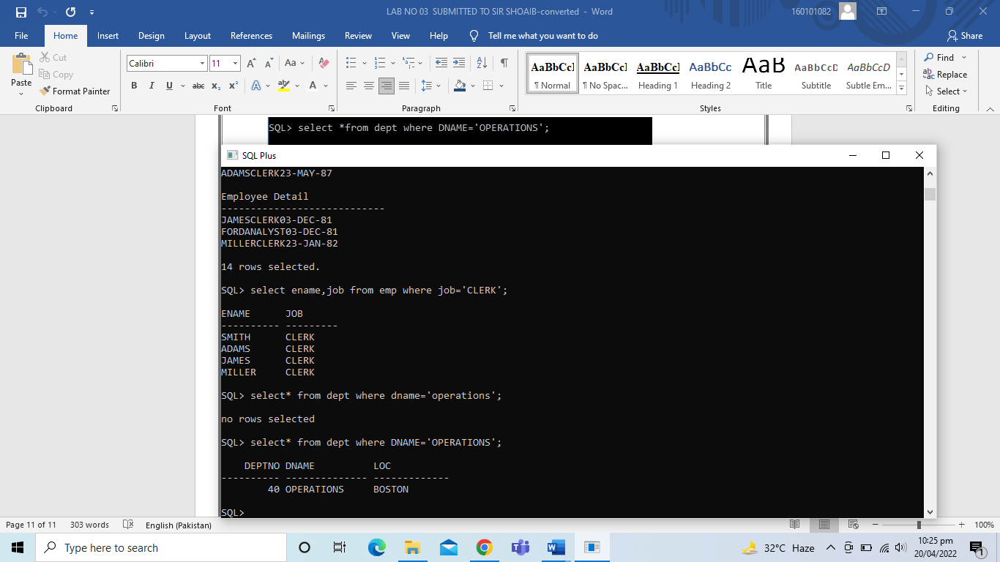 LAB NO 03  SUBMITTED TO SIR SHOAIB-converted  -  Word
160101082
File Home Insert Design Layout References Mailings Review View Help Tell me what you want to do Share
Paste
Cut
Copy
Format Painter
Clipboard
Calibri 11
Aa
B I U abc x₂ x²
A A
Font
Paragraph
AaBbCcI AaBbCcI AaBbCcI AaBbCc AaB AaBbCcD AaBbCcD
¶ Normal ¶ No Spac... Heading 1 Heading 2 Title Subtitle Subtle Em...
Styles
Find
Replace
Select
Editing
SQL> select *from dept where DNAME='OPERATIONS';
SQL Plus
ADAMSCLERK23-MAY-87
Employee Detail
----------------------------
JAMESCLERK03-DEC-81
FORDANALYST03-DEC-81
MILLERCLERK23-JAN-82
14 rows selected.
SQL> select ename,job from emp where job='CLERK';
ENAME      JOB
---------- ---------
SMITH      CLERK
ADAMS      CLERK
JAMES      CLERK
MILLER     CLERK
SQL> select* from dept where dname='operations';
no rows selected
SQL> select* from dept where DNAME='OPERATIONS';
    DEPTNO DNAME          LOC
---------- -------------- -------------
        40 OPERATIONS     BOSTON
SQL>
Page 11 of 11 303 words English (Pakistan) 100%
Type here to search
32°C Haze
10:25 pm
20/04/2022
1